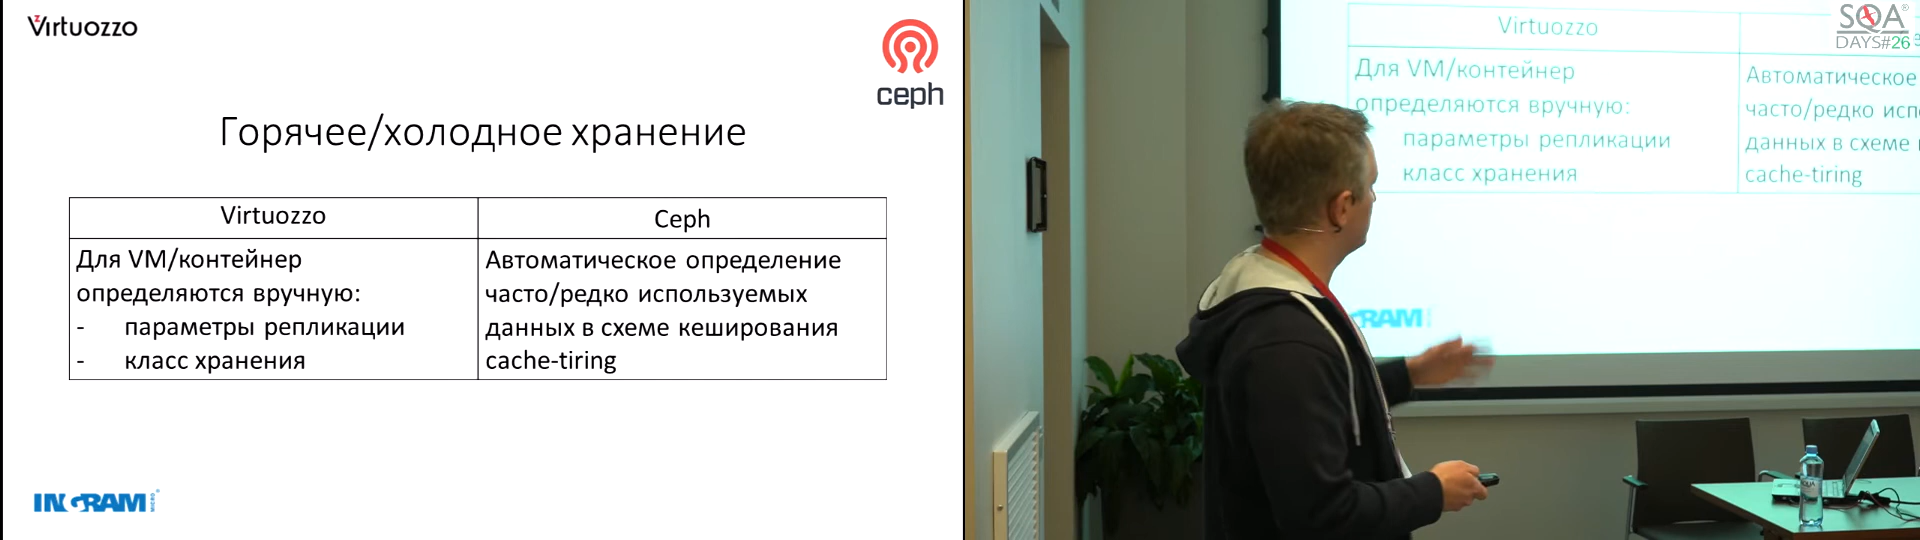 Virtuozzo
ceph
Горячее/холодное хранение
Virtuozzo
Ceph
Для VM/контейнер
определяются вручную:
- параметры репликации
- класс хранения
Автоматическое определение
часто/редко используемых
данных в схеме кеширования
cache-tiring
INGRAM
SQA
DAYS#26
Virtuozzo
Для VM/контейнер
определяются вручную:
параметры репликации
класс хранения
Автоматическое
часто/редко
данных в схеме
cache-tiring
RAM